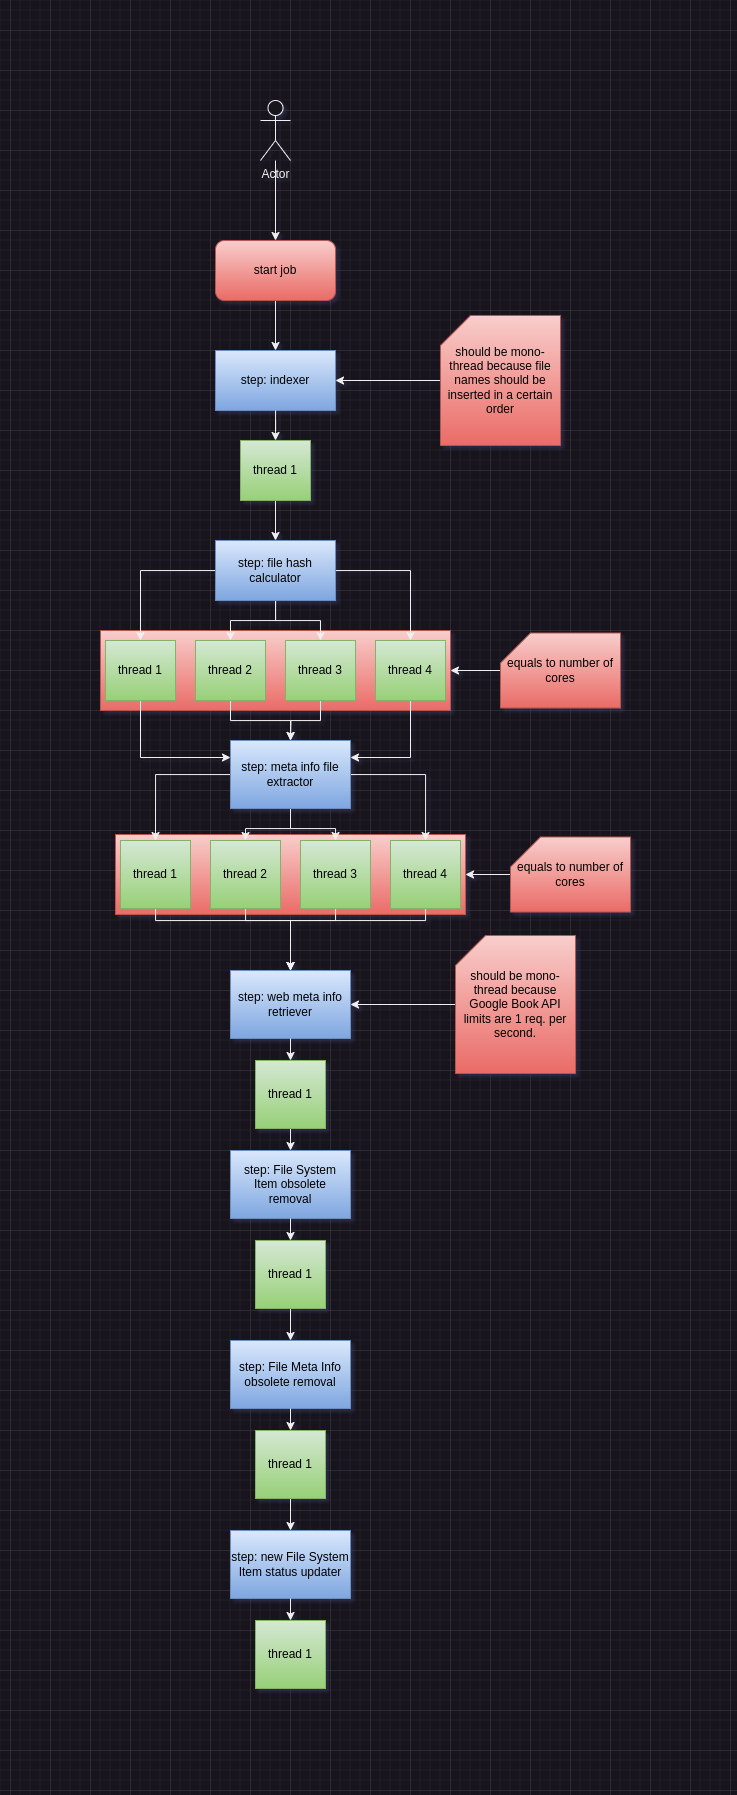 Actor
start job
step: indexer
should be mono-
thread because file
names should be
inserted in a certain
order
thread 1
step: file hash
calculator
thread 1
thread 2
thread 3
thread 4
equals to number of
cores
step: meta info file
extractor
thread 1
thread 2
thread 3
thread 4
equals to number of
cores
step: web meta info
retriever
should be mono-
thread because
Google Book API
limits are 1 req. per
second.
thread 1
step: File System
Item obsolete
removal
thread 1
step: File Meta Info
obsolete removal
thread 1
step: new File System
Item status updater
thread 1